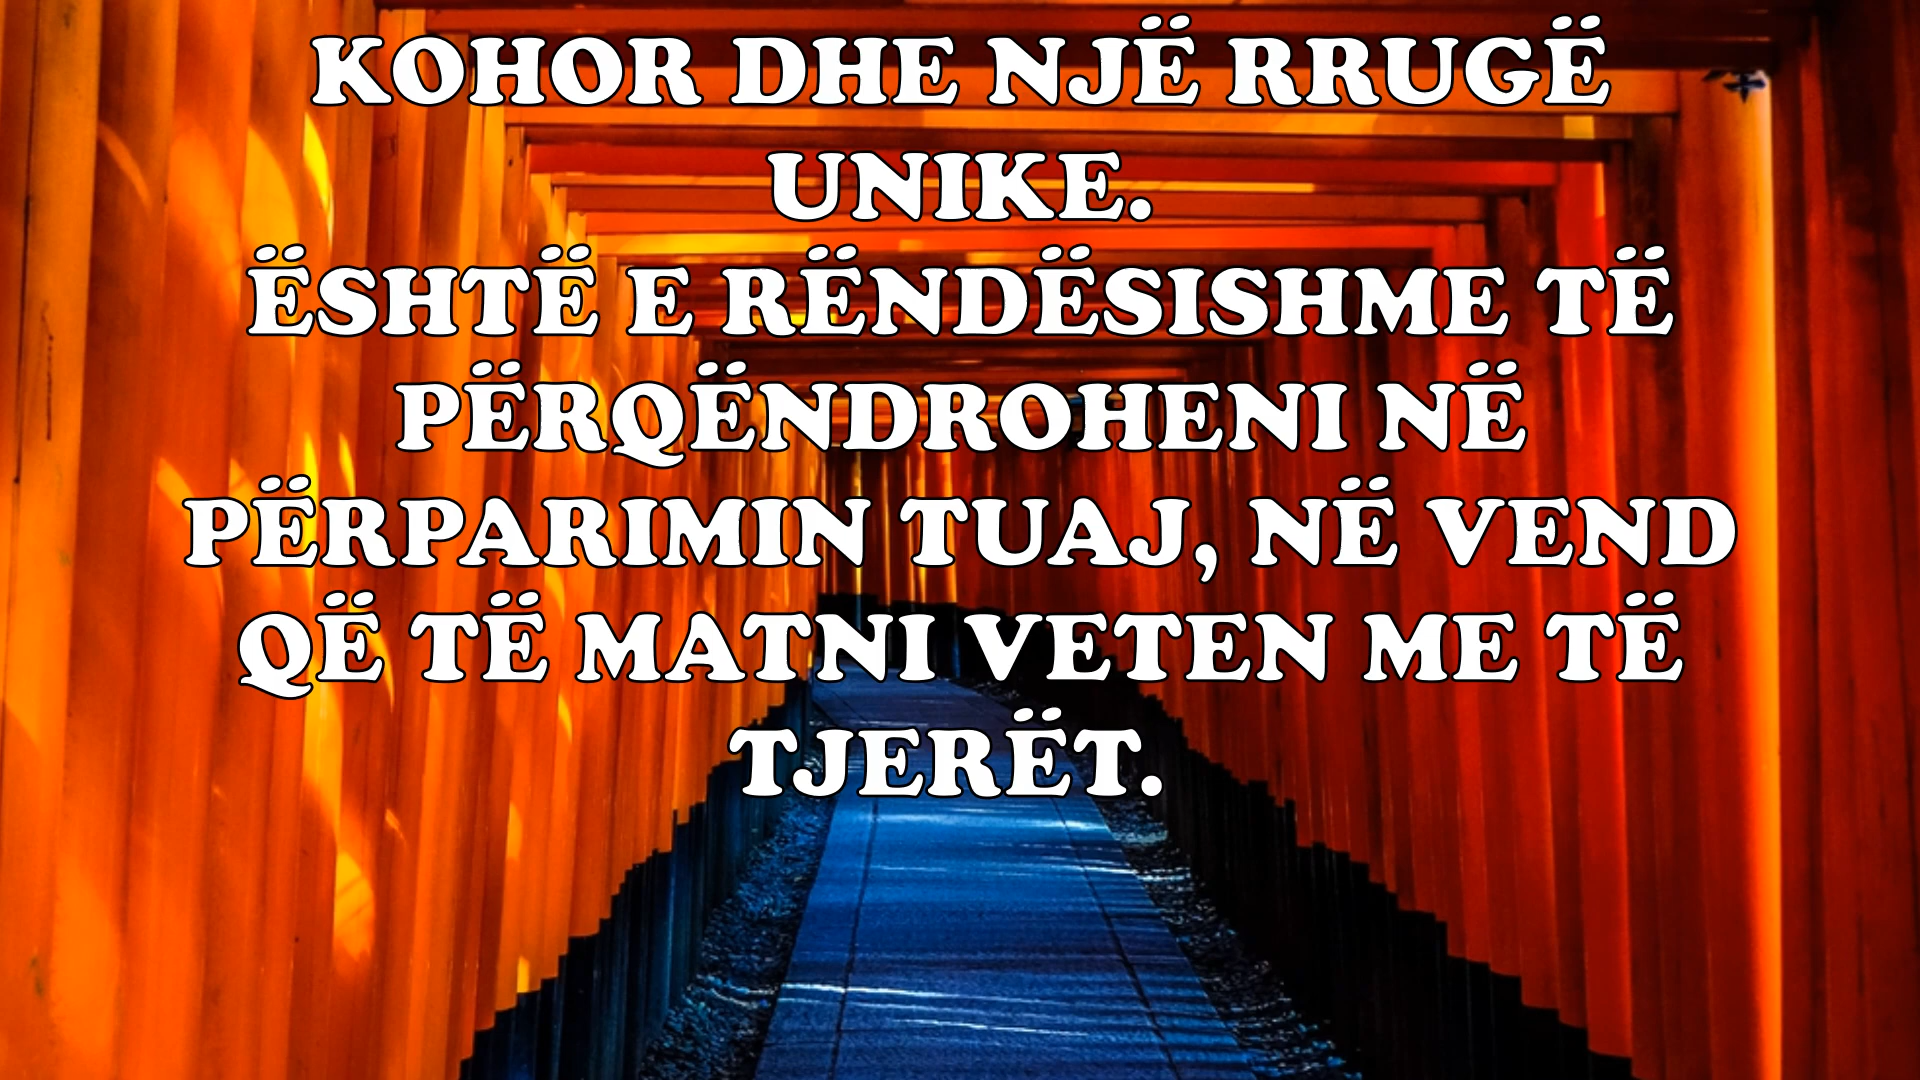 KOHOR DHE NJË RRUGË
UNIKE.
ËSHTË E RËNDËSISHME TË
PËRQËNDROHENI NË
PËRPARIMIN TUAJ, NË VEND
QË TË MATNI VETEN ME TË
TJERËT.